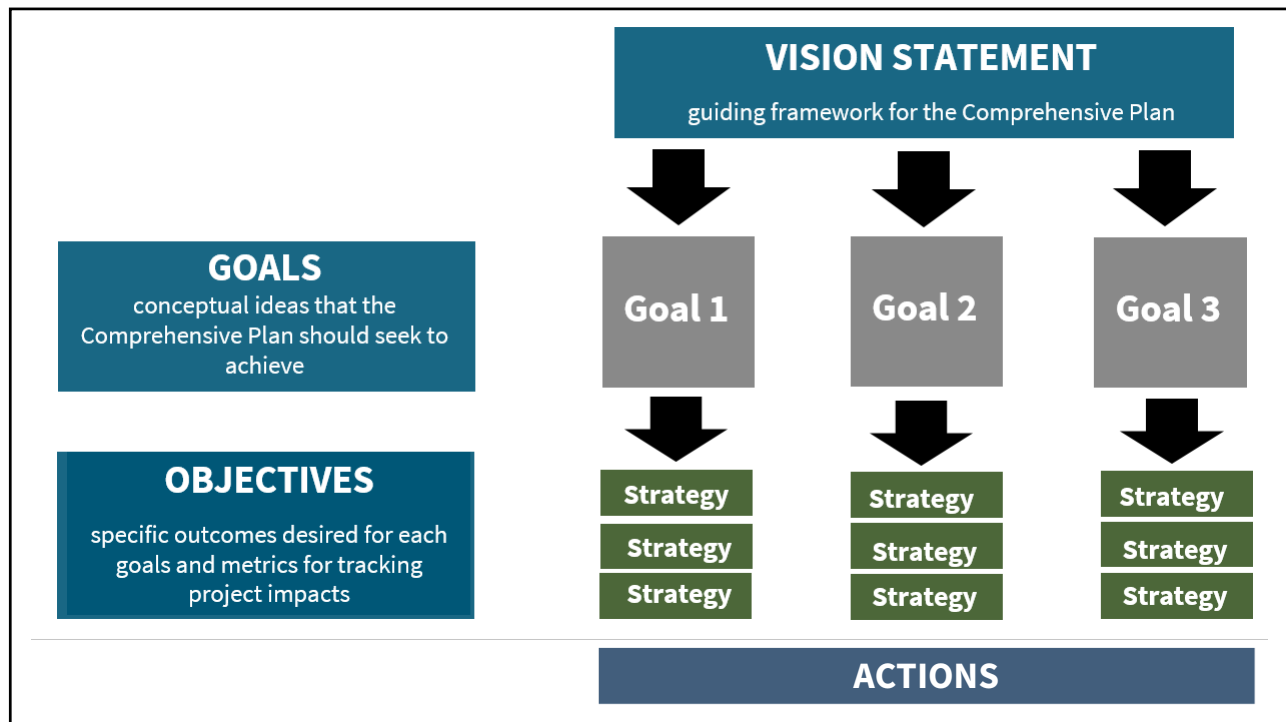 VISION STATEMENT
guiding framework for the Comprehensive Plan
GOALS
conceptual ideas that the
Comprehensive Plan should seek to
achieve
Goal 1
Goal 2
Goal 3
OBJECTIVES
specific outcomes desired for each
goals and metrics for tracking
project impacts
Strategy
Strategy
Strategy
Strategy
Strategy
Strategy
Strategy
Strategy
Strategy
ACTIONS